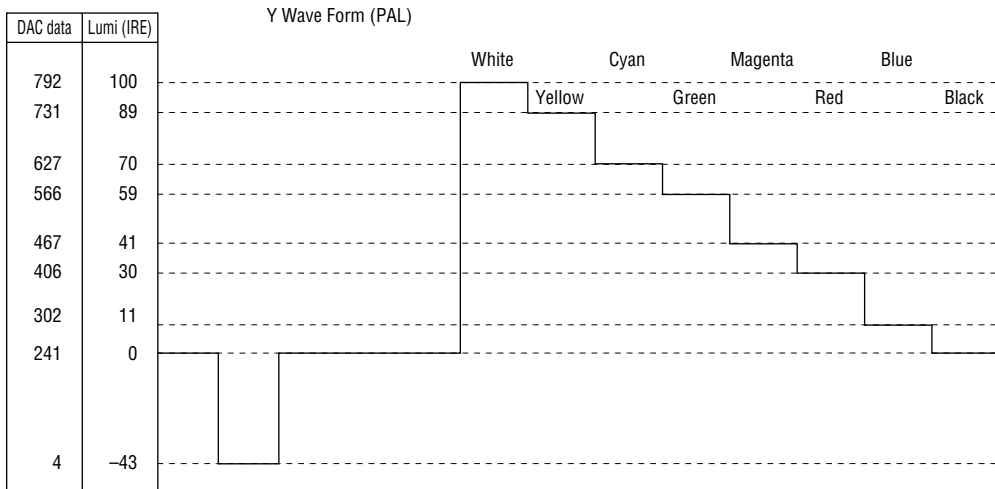 Y Wave Form (PAL)
DAC data Lumi (IRE)
White Cyan Magenta Blue
792 100
Yellow Green Red Black
731 89
627 70
566 59
467 41
406 30
302 11
241 0
4 –43